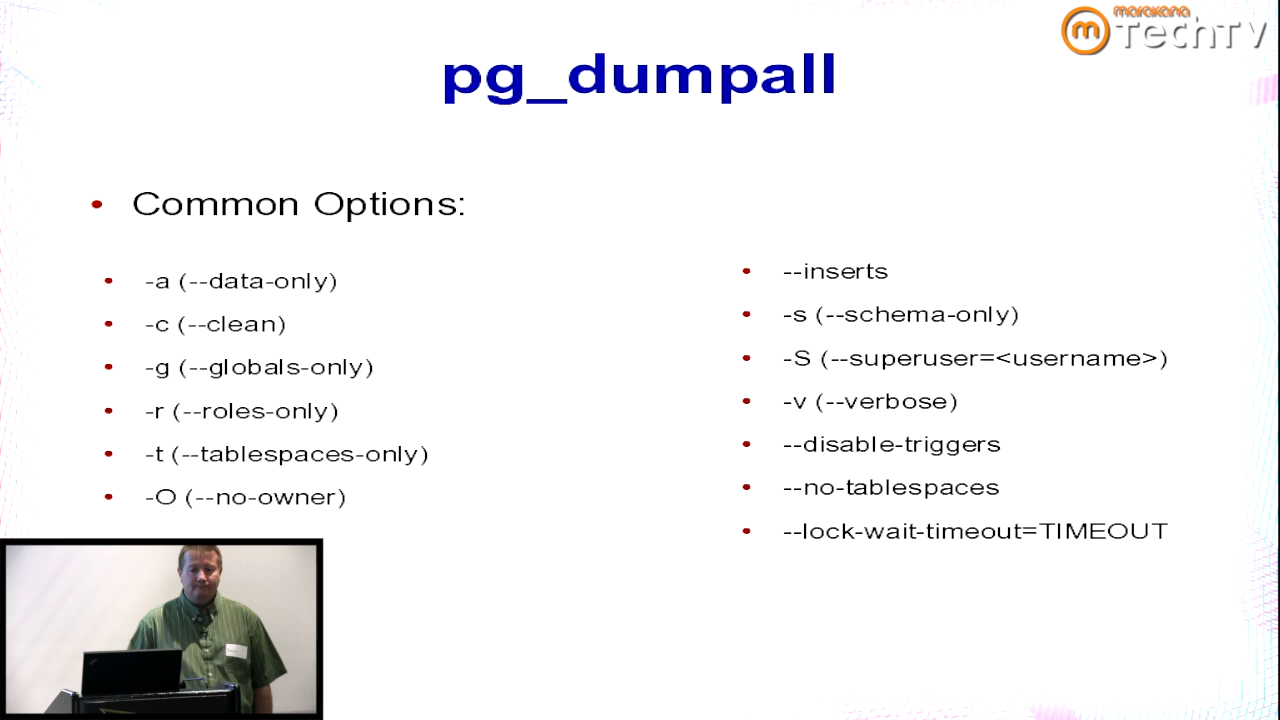 marakana
TechTV
pg_dumpall
Common Options:
-a (--data-only)
-c (--clean)
-g (--globals-only)
-r (--roles-only)
-t (--tablespaces-only)
-O (--no-owner)
--inserts
-s (--schema-only)
-S (--superuser=<username>)
-v (--verbose)
--disable-triggers
--no-tablespaces
--lock-wait-timeout=TIMEOUT